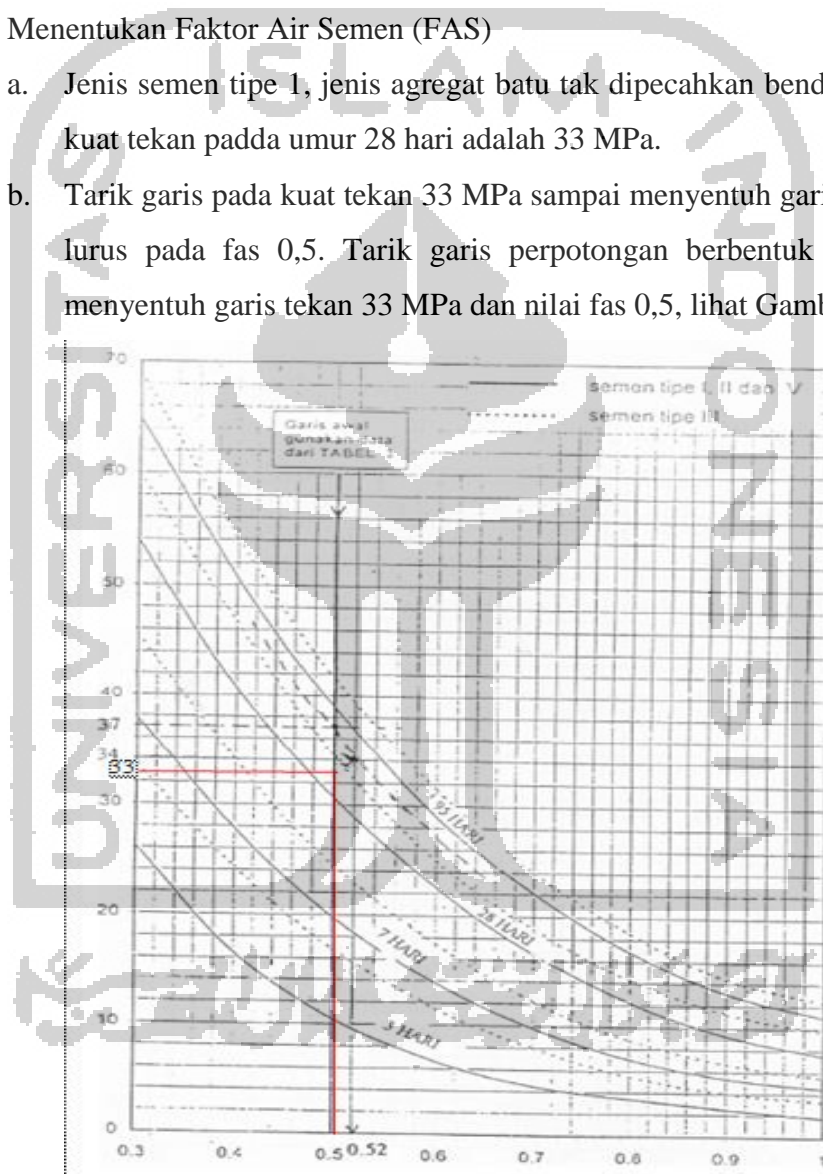 Menentukan Faktor Air Semen (FAS)
a. Jenis semen tipe 1, jenis agregat batu tak dipecahkan bend
kuat tekan padda umur 28 hari adalah 33 MPa.
b. Tarik garis pada kuat tekan 33 MPa sampai menyentuh gari
lurus pada fas 0,5. Tarik garis perpotongan berbentuk
menyentuh garis tekan 33 MPa dan nilai fas 0,5, lihat Gamb
UNIVERSITAS
ISLAM
INDONESIA
70
semen tipe I, II dan V
semen tipe III
Garis awal
gunakan data
dari TABEL
60
50
40
37
34
33
30
20
10
0
1 95 HARI
28 HARI
7 HARI
3 HARI
0.3 0.4 0.5 0.52 0.6 0.7 0.8 0.9